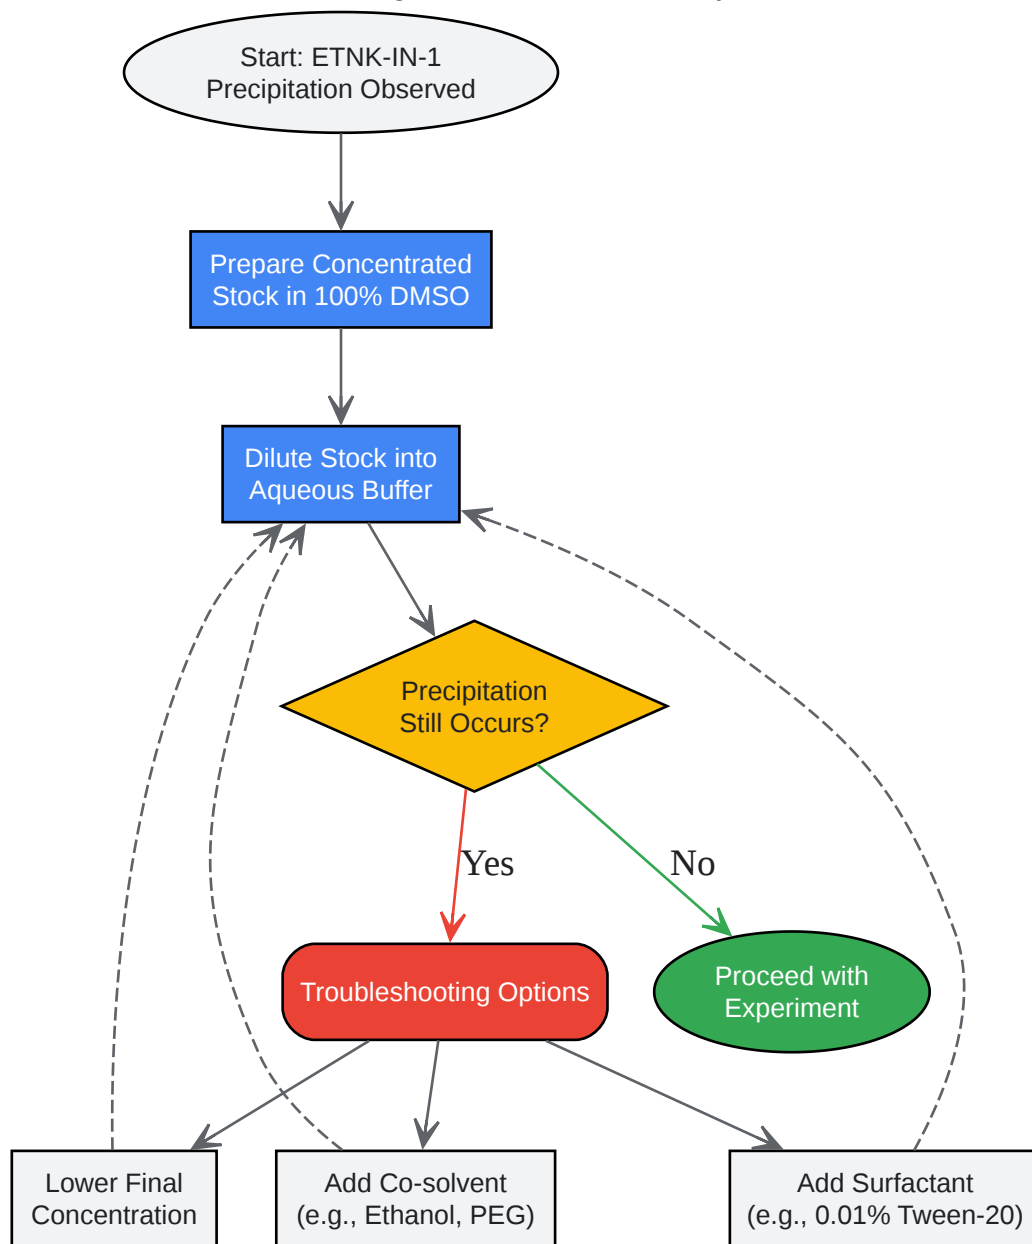 Start: ETNK-IN-1
Precipitation Observed
Prepare Concentrated
Stock in 100% DMSO
Dilute Stock into
Aqueous Buffer
Precipitation
Still Occurs?
Yes
No
Troubleshooting Options
Proceed with
Experiment
Lower Final
Concentration
Add Co-solvent
(e.g., Ethanol, PEG)
Add Surfactant
(e.g., 0.01% Tween-20)